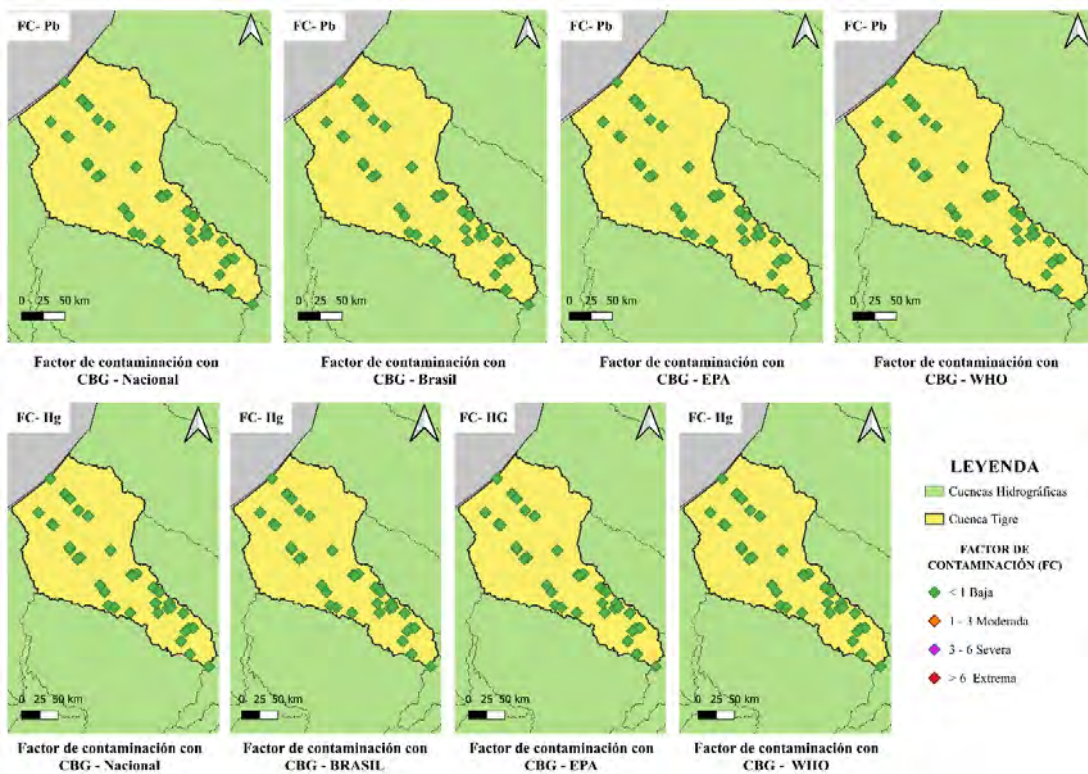 FC- Pb
FC- Pb
FC- Pb
FC- Pb
0 25 50 km
0 25 50 km
0 25 50 km
0 25 50 km
Factor de contaminación con
CBG - Nacional
Factor de contaminación con
CBG - Brasil
Factor de contaminación con
CBG - EPA
Factor de contaminación con
CBG - WHO
FC- Hg
FC- Hg
FC- HG
FC- Hg
0 25 50 km
0 25 50 km
0 25 50 km
0 25 50 km
Factor de contaminación con
CBG - Nacional
Factor de contaminación con
CBG - BRASIL
Factor de contaminación con
CBG - EPA
Factor de contaminación con
CBG - WHO
LEYENDA
Cuencas Hidrográficas
Cuenca Tigre
FACTOR DE
CONTAMINACIÓN (FC)
< 1 Baja
1 - 3 Moderada
3 - 6 Severa
> 6 Extrema